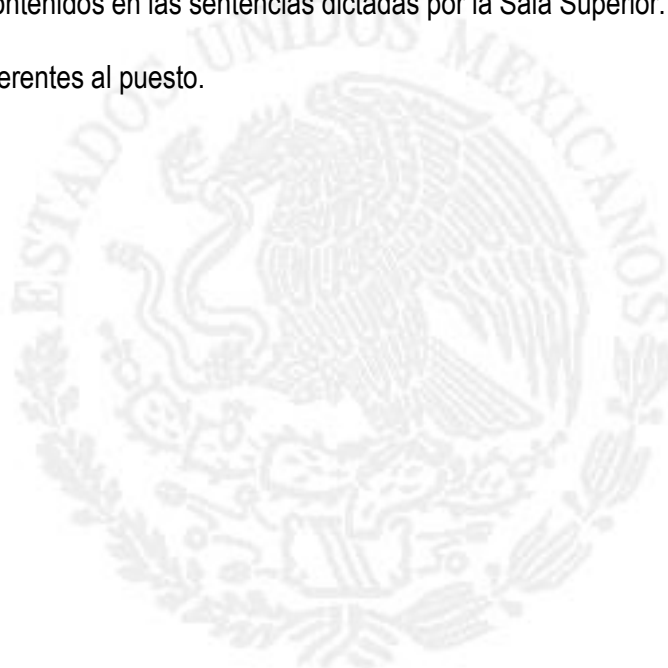 ontenidos en las sentencias dictadas por la Sala Superior.
erentes al puesto.
ESTADOS UNIDOS MEXICANOS